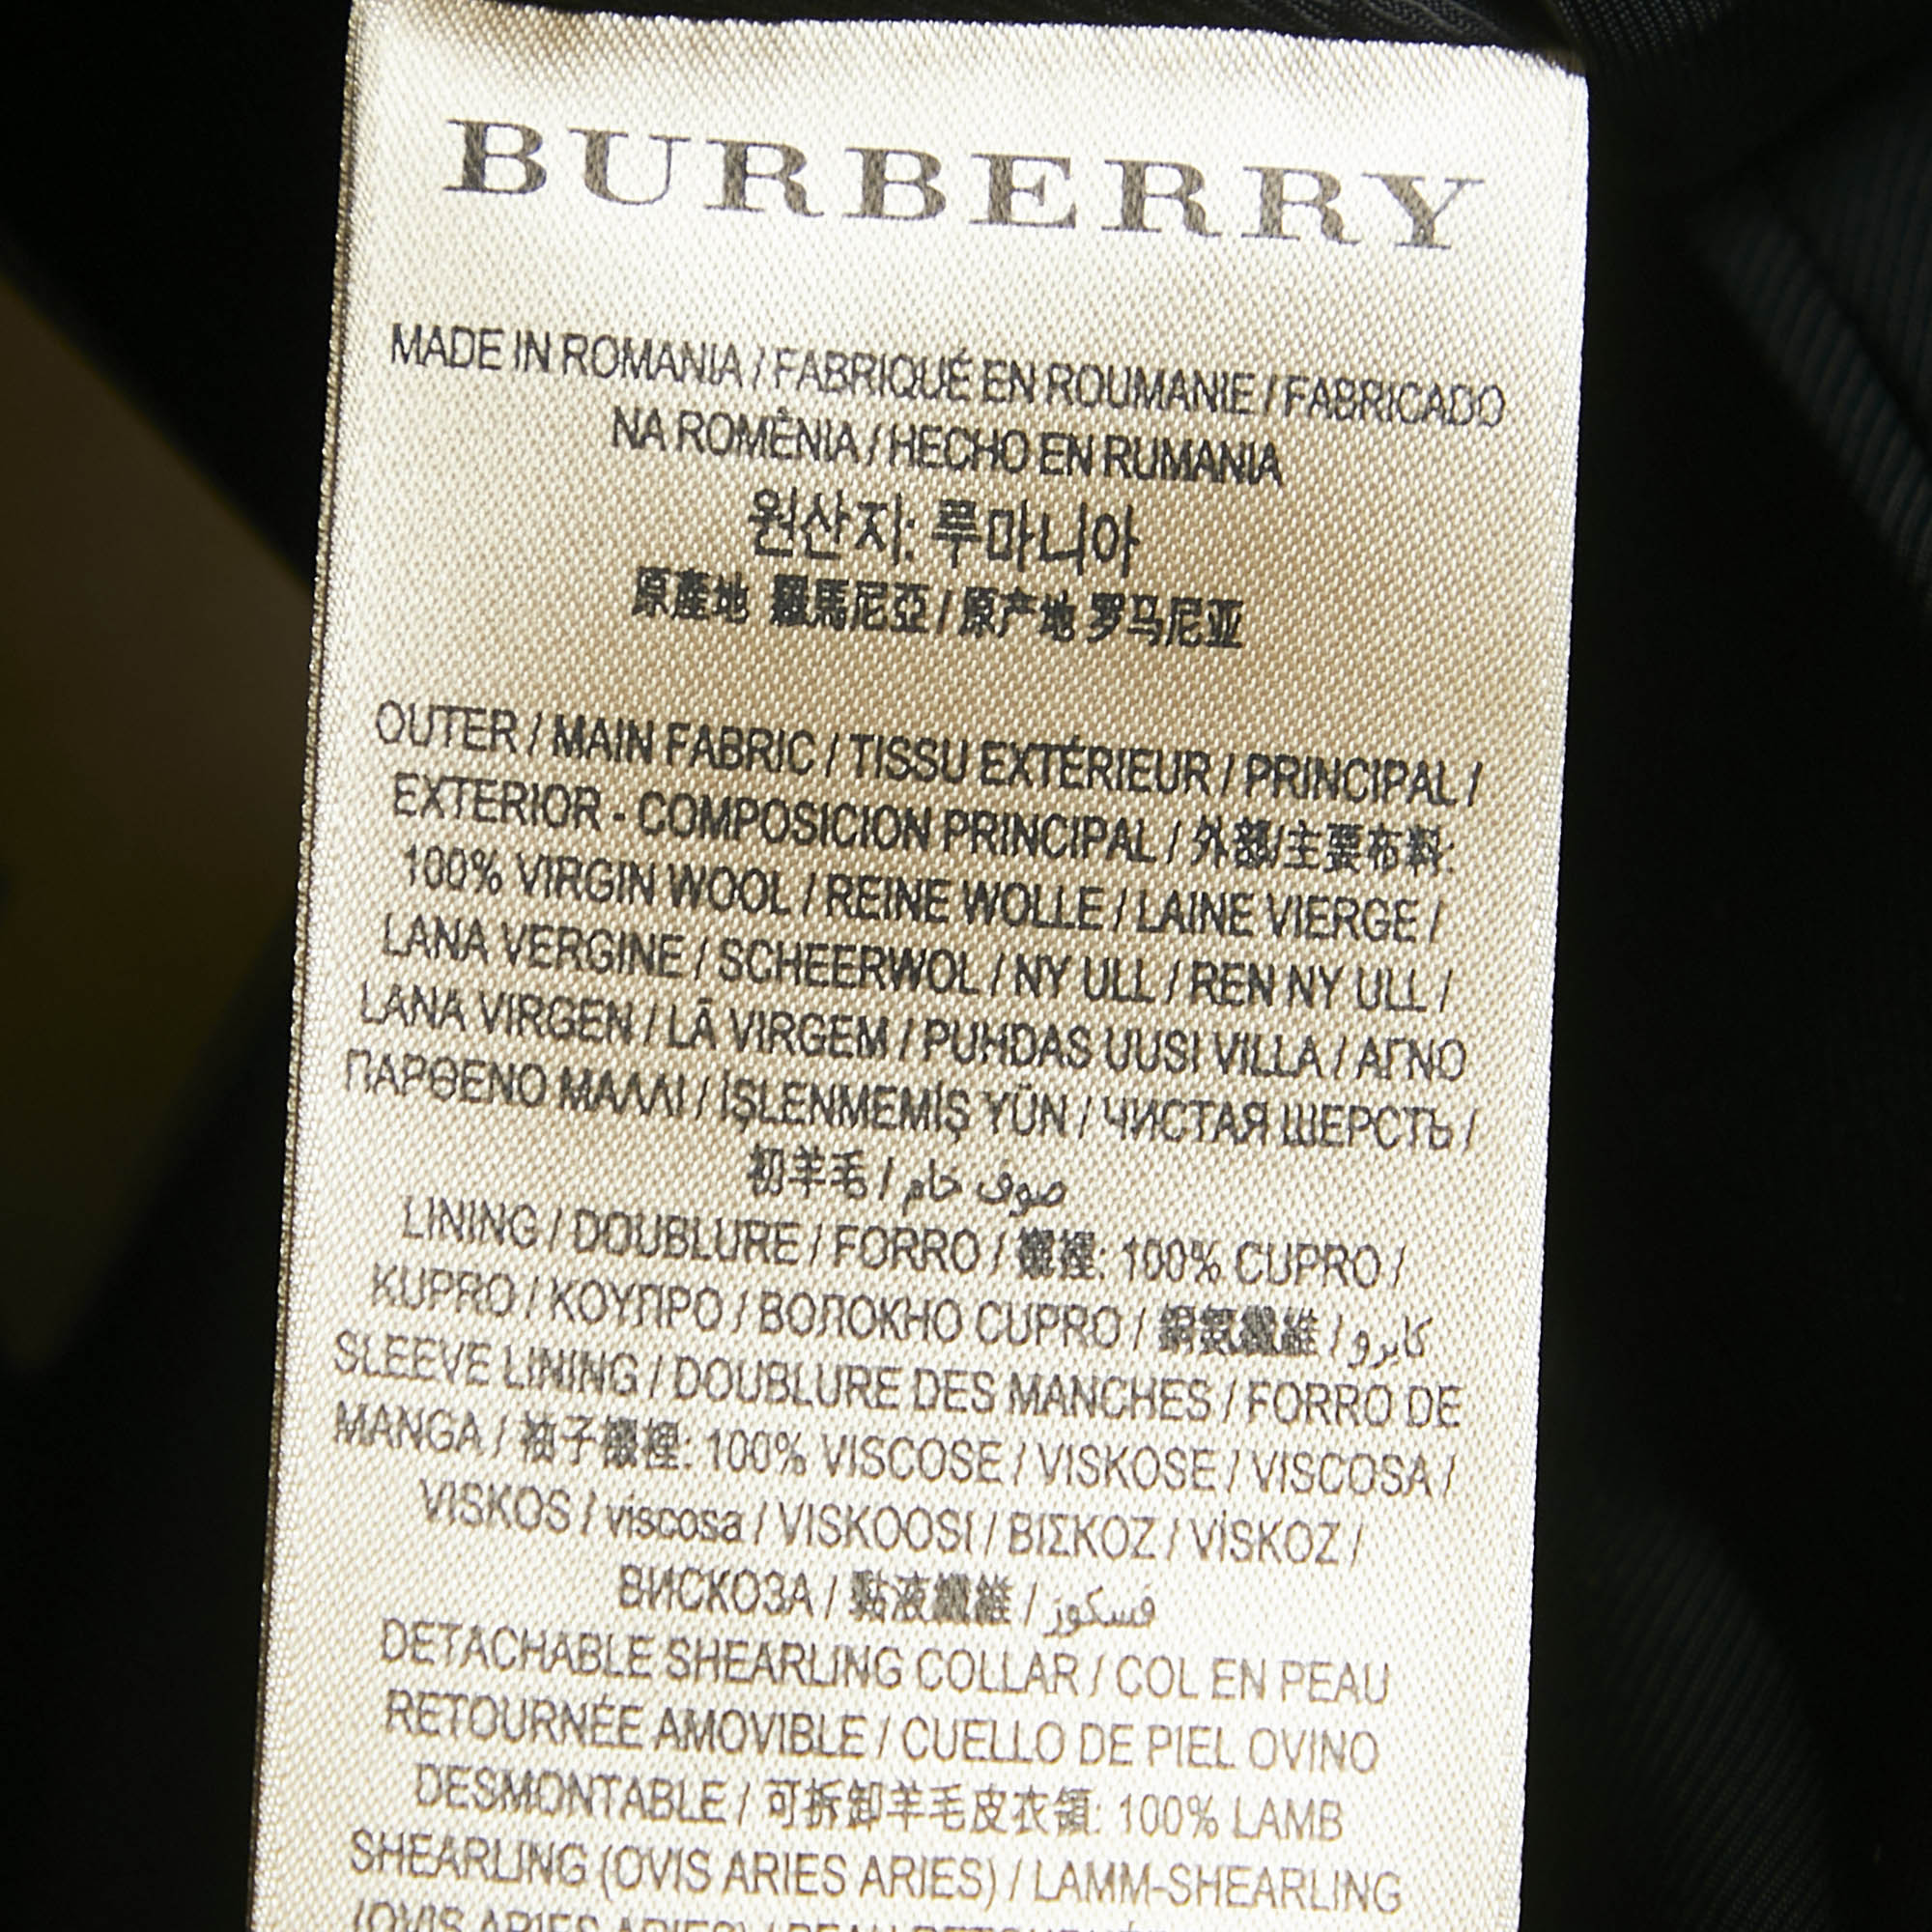 BURBERRY
MADE IN ROMANIA / FABRIQUÉ EN ROUMANIE / FABRICADO
NA ROMÊNIA / HECHO EN RUMANIA
원산지: 루마니아
原產地 羅馬尼亞 / 原产地 罗马尼亚
OUTER / MAIN FABRIC / TISSU EXTÉRIEUR / PRINCIPAL /
EXTERIOR - COMPOSICION PRINCIPAL / 外部/主要布料:
100% VIRGIN WOOL / REINE WOLLE / LAINE VIERGE /
LANA VERGINE / SCHEERWOL / NY ULL / REN NY ULL /
LANA VIRGEN / LÃ VIRGEM / PUHDAS UUSI VILLA / ΑΓΝΟ
ΠΑΡΘΕΝΟ ΜΑΛΛΙ / İŞLENMEMİŞ YÜN / ЧИСТАЯ ШЕРСТЬ /
初羊毛 / صوف خام
LINING / DOUBLURE / FORRO / 襯裡: 100% CUPRO /
KUPRO / ΚΟΥΠΡΟ / ВОЛОКНО CUPRO / 銅氨纖維 / كابرو
SLEEVE LINING / DOUBLURE DES MANCHES / FORRO DE
MANGA / 袖子襯裡: 100% VISCOSE / VISKOSE / VISCOSA /
VISKOS / viscosa / VISKOOSI / ΒΙΣΚΟΖ / VİSKOZ /
ВИСКОЗА / 黏液纖維 / فسكوز
DETACHABLE SHEARLING COLLAR / COL EN PEAU
RETOURNÉE AMOVIBLE / CUELLO DE PIEL OVINO
DESMONTABLE / 可拆卸羊毛皮衣領: 100% LAMB
SHEARLING (OVIS ARIES ARIES) / LAMM-SHEARLING
(OVIS ARIES ARIES) / PEAU